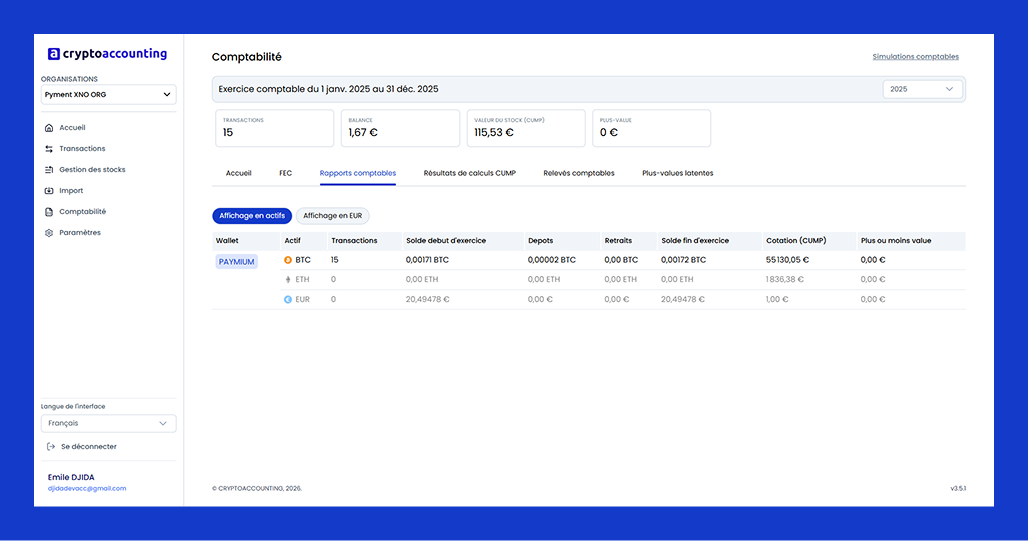 a cryptoaccounting
ORGANISATIONS
Pyment XNO ORG
Accueil
Transactions
Gestion des stocks
Import
Comptabilité
Paramètres
Langue de l'interface
Français
Se déconnecter
Emile DJIDA
djidadevacc@gmail.com
Comptabilité
Simulations comptables
Exercice comptable du 1 janv. 2025 au 31 déc. 2025
2025
TRANSACTIONS
15
BALANCE
1,67 €
VALEUR DU STOCK (CUMP)
115,53 €
PLUS-VALUE
0 €
Accueil FEC Rapports comptables Résultats de calculs CUMP Relevés comptables Plus-values latentes
Affichage en actifs Affichage en EUR
Wallet Actif Transactions Solde debut d'exercice Depots Retraits Solde fin d'exercice Cotation (CUMP) Plus ou moins value
PAYMIUM BTC 15 0,00171 BTC 0,00002 BTC 0,00 BTC 0,00172 BTC 55 130,05 € 0,00 €
ETH 0 0,00 ETH 0,00 ETH 0,00 ETH 0,00 ETH 1 836,38 € 0,00 €
€ EUR 0 20,49478 € 0,00 € 0,00 € 20,49478 € 1,00 € 0,00 €
© CRYPTOACCOUNTING, 2026.
v3.5.1